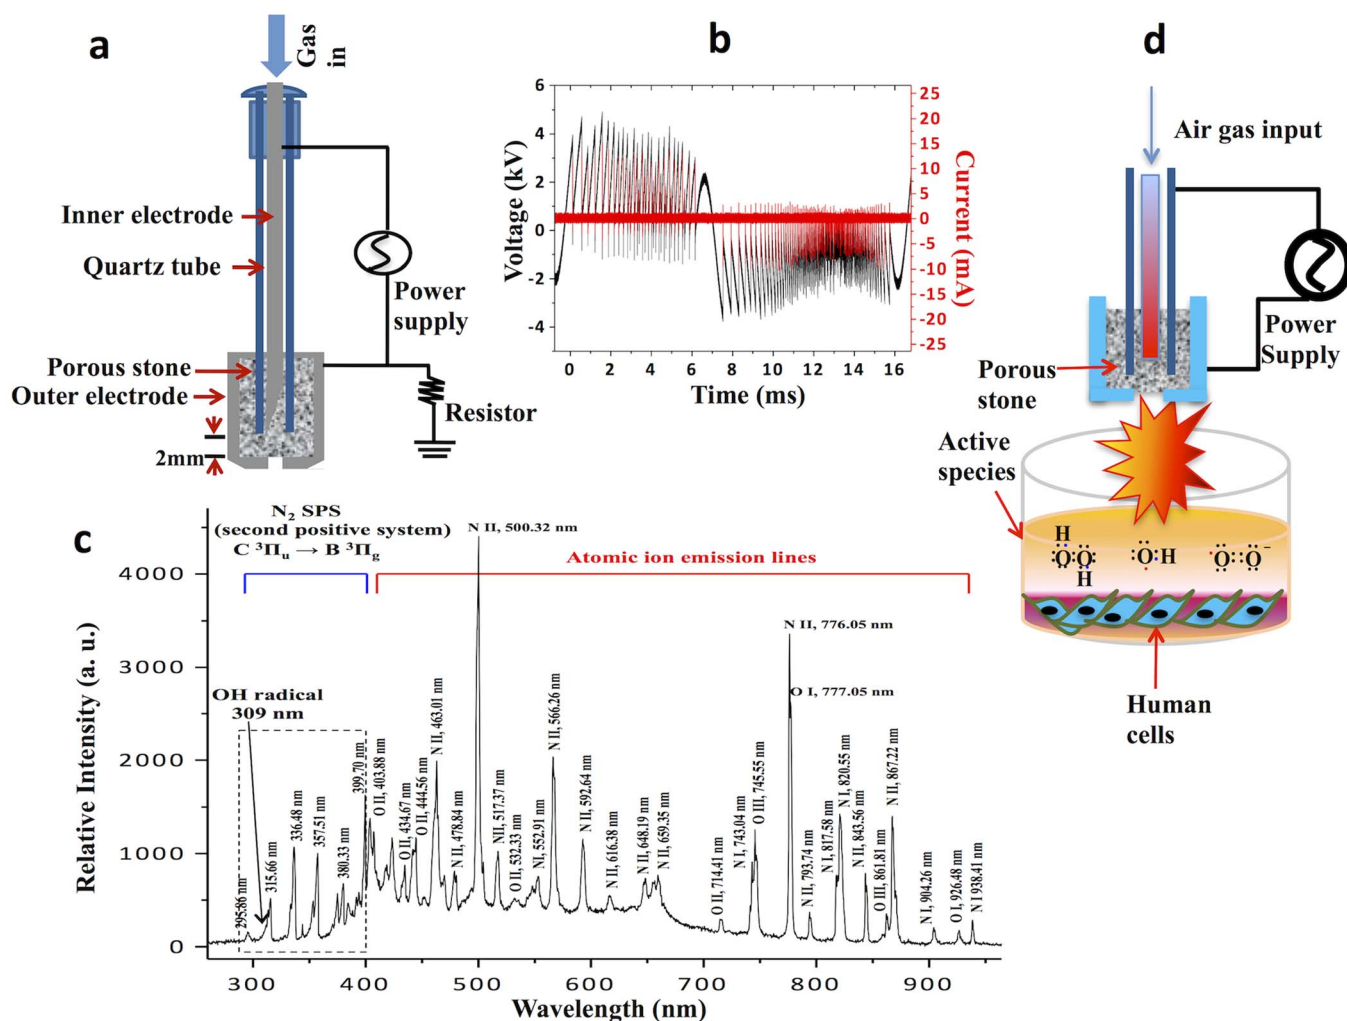 a
Gas
in
Inner electrode
Quartz tube
Power
supply
Porous stone
Outer electrode
Resistor
2mm
b
6
4
2
0
-2
-4
Voltage (kV)
25
20
15
10
5
0
-5
-10
-15
-20
-25
Current (mA)
0 2 4 6 8 10 12 14 16
Time (ms)
d
Air gas input
Power
Supply
Porous
stone
Active
species
H
:O:O:
H
:O:H
:O:O:⁻
Human
cells
c
N₂ SPS
(second positive system)
C ³Πᵤ → B ³Πg
Atomic ion emission lines
OH radical
309 nm
295.86 nm
315.66 nm
336.48 nm
357.51 nm
380.33 nm
399.70 nm
O II, 403.88 nm
O II, 434.67 nm
O II, 444.56 nm
N II, 463.01 nm
N II, 478.84 nm
N II, 500.32 nm
NII, 517.37 nm
O II, 532.33 nm
NI, 552.91 nm
N II, 566.26 nm
N II, 592.64 nm
N II, 616.38 nm
N II, 648.19 nm
N II, 659.35 nm
O II, 714.41 nm
N I, 743.04 nm
O III, 745.55 nm
N II, 776.05 nm
O I, 777.05 nm
N II, 793.74 nm
N I, 817.58 nm
N I, 820.55 nm
N II, 843.56 nm
O III, 861.81 nm
N II, 867.22 nm
N I, 904.26 nm
O I, 926.48 nm
N I 938.41 nm
4000
3000
2000
1000
0
Relative Intensity (a. u.)
300 400 500 600 700 800 900
Wavelength (nm)